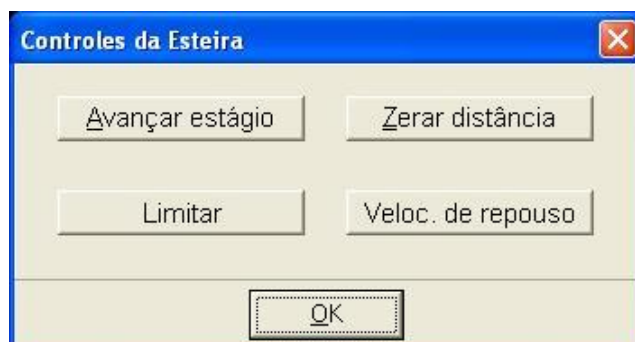 Controles da Esteira
Avançar estágio
Zerar distância
Limitar
Veloc. de repouso
OK